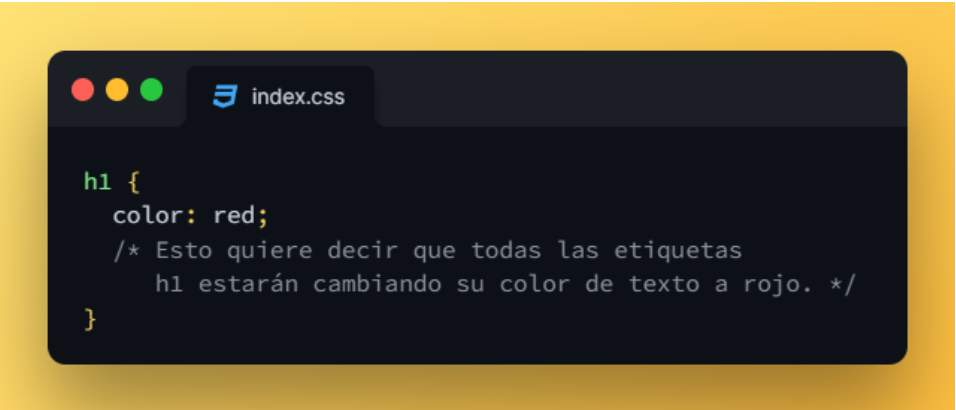 index.css
h1 {
color: red;
/* Esto quiere decir que todas las etiquetas
h1 estarán cambiando su color de texto a rojo. */
}